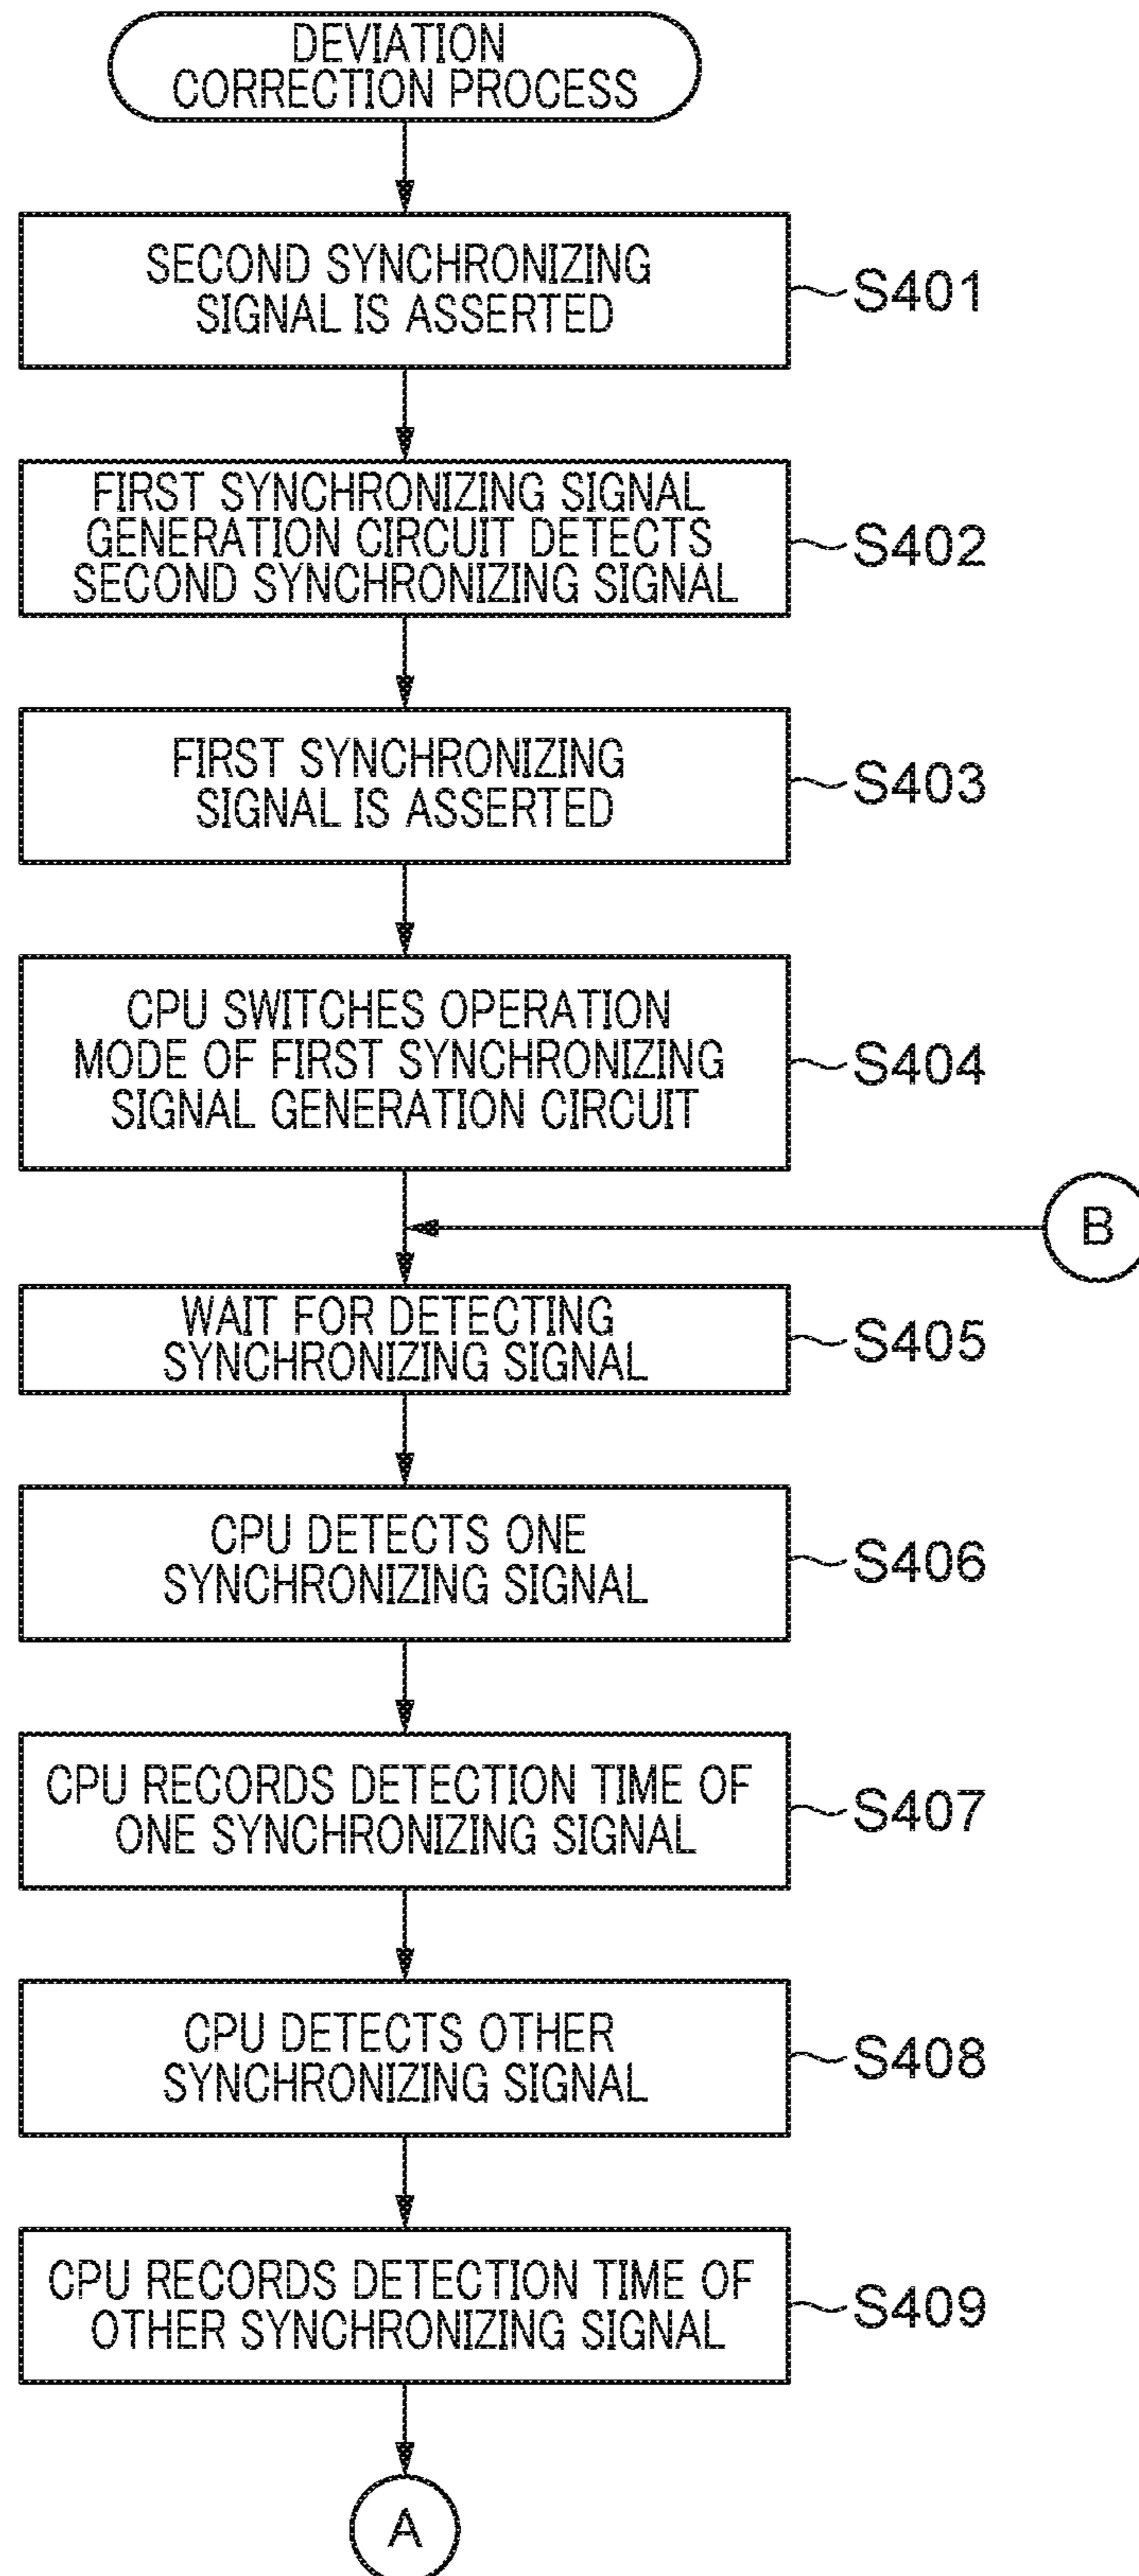 DEVIATION
CORRECTION PROCESS
SECOND SYNCHRONIZING
SIGNAL IS ASSERTED
S401
FIRST SYNCHRONIZING SIGNAL
GENERATION CIRCUIT DETECTS
SECOND SYNCHRONIZING SIGNAL
S402
FIRST SYNCHRONIZING
SIGNAL IS ASSERTED
S403
CPU SWITCHES OPERATION
MODE OF FIRST SYNCHRONIZING
SIGNAL GENERATION CIRCUIT
S404
B
WAIT FOR DETECTING
SYNCHRONIZING SIGNAL
S405
CPU DETECTS ONE
SYNCHRONIZING SIGNAL
S406
CPU RECORDS DETECTION TIME OF
ONE SYNCHRONIZING SIGNAL
S407
CPU DETECTS OTHER
SYNCHRONIZING SIGNAL
S408
CPU RECORDS DETECTION TIME OF
OTHER SYNCHRONIZING SIGNAL
S409
A